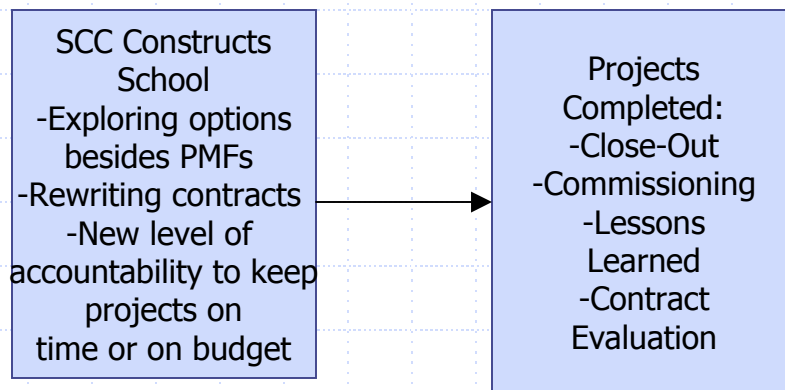 SCC Constructs
School
-Exploring options
besides PMFs
-Rewriting contracts
-New level of
accountability to keep
projects on
time or on budget
Projects
Completed:
-Close-Out
-Commissioning
-Lessons
Learned
-Contract
Evaluation